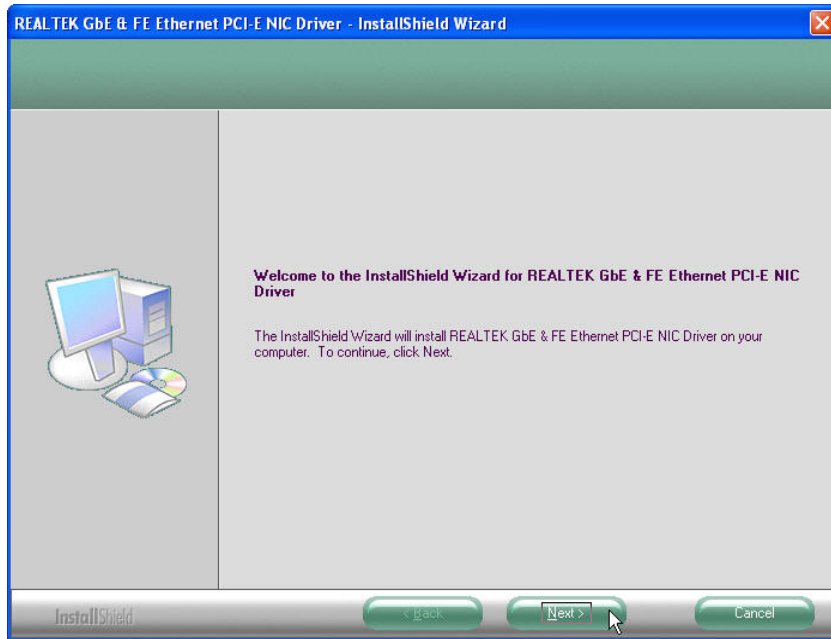 REALTEK GbE & FE Ethernet PCI-E NIC Driver - InstallShield Wizard
Welcome to the InstallShield Wizard for REALTEK GbE & FE Ethernet PCI-E NIC
Driver
The InstallShield Wizard will install REALTEK GbE & FE Ethernet PCI-E NIC Driver on your
computer. To continue, click Next.
InstallShield
< Back
Next >
Cancel